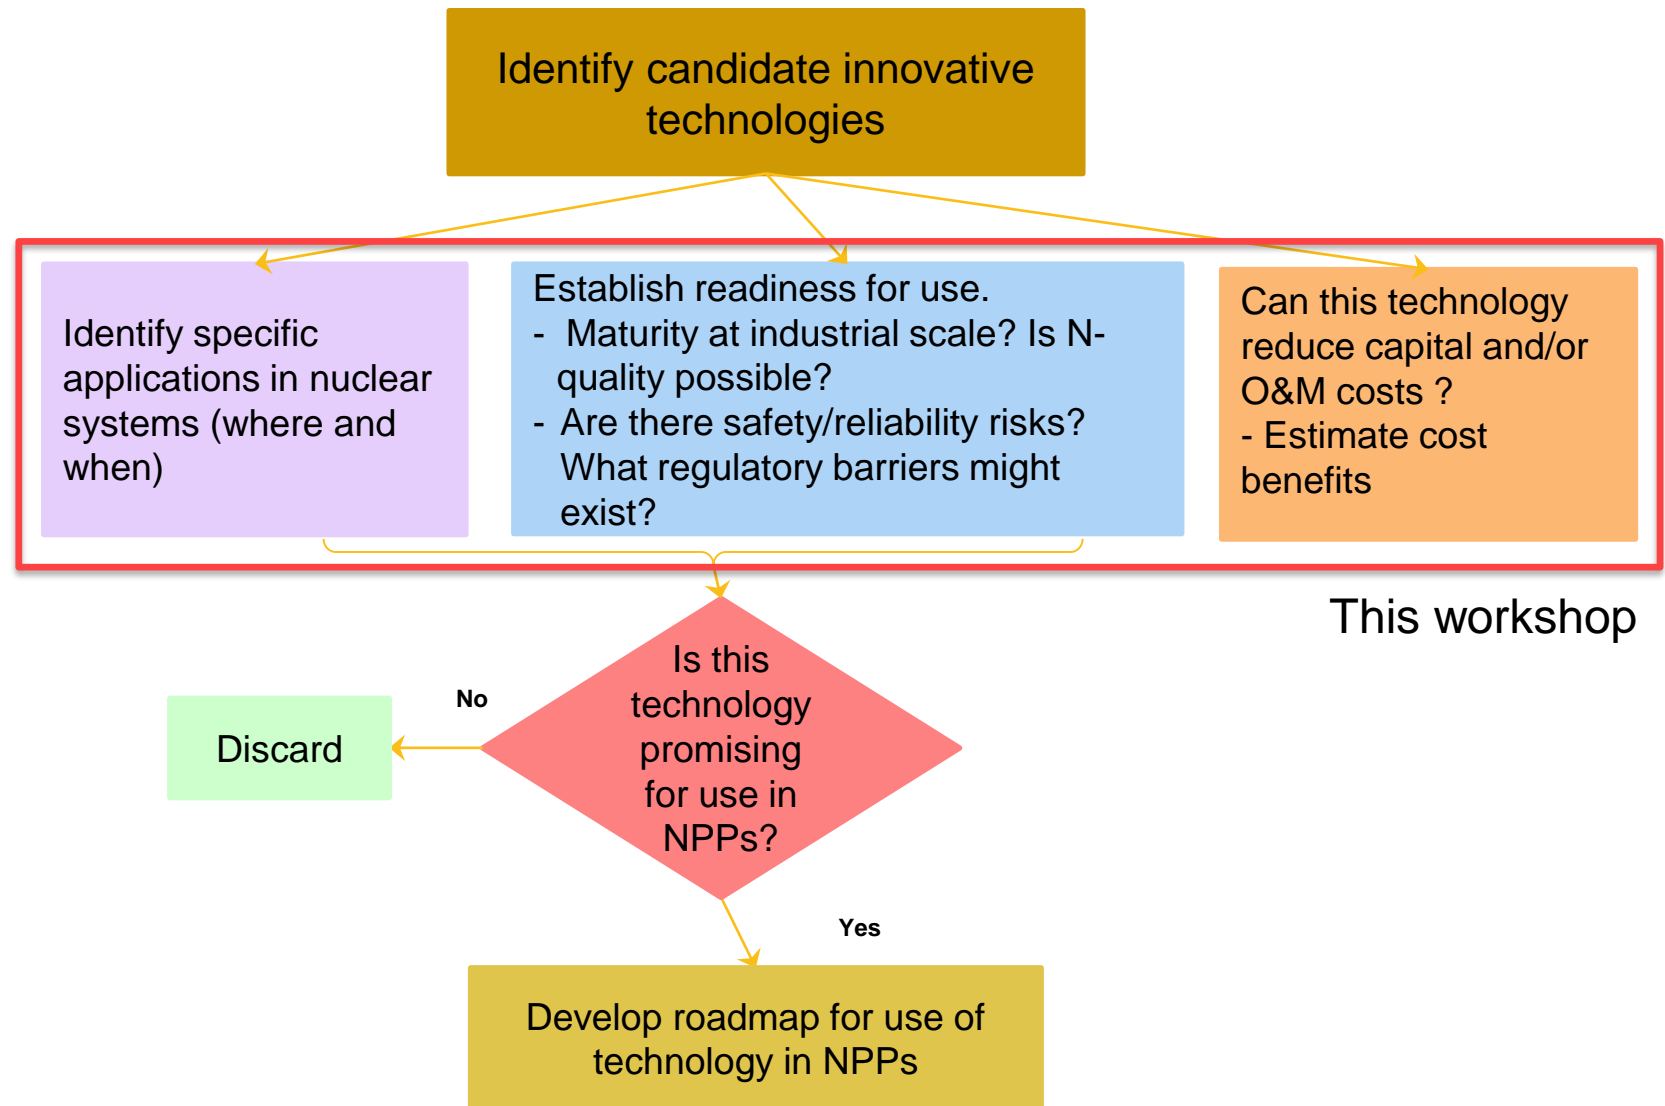 Identify candidate innovative
technologies
Identify specific
applications in nuclear
systems (where and
when)
Establish readiness for use.
- Maturity at industrial scale? Is N-
quality possible?
- Are there safety/reliability risks?
What regulatory barriers might
exist?
Can this technology
reduce capital and/or
O&M costs ?
- Estimate cost
benefits
This workshop
Is this
technology
promising
for use in
NPPs?
No
Discard
Yes
Develop roadmap for use of
technology in NPPs